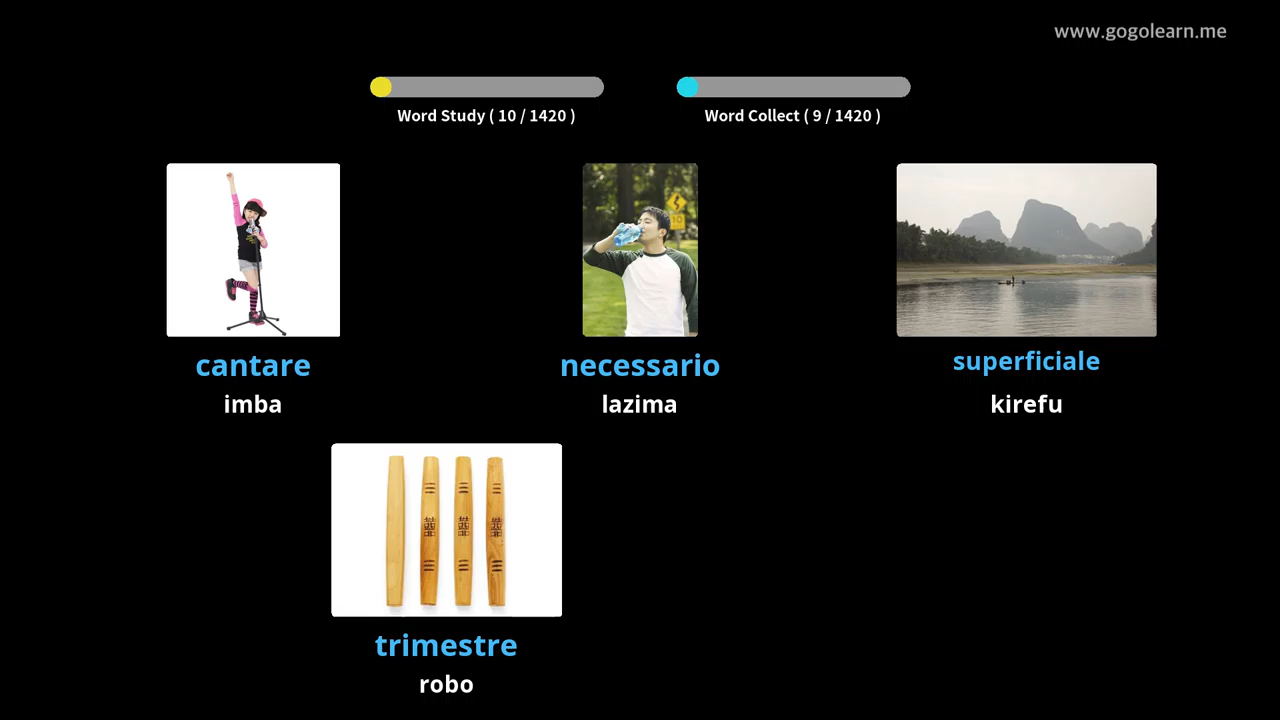 www.gogolearn.me
Word Study ( 10 / 1420 )
Word Collect ( 9 / 1420 )
cantare
imba
necessario
lazima
superficiale
kirefu
trimestre
robo